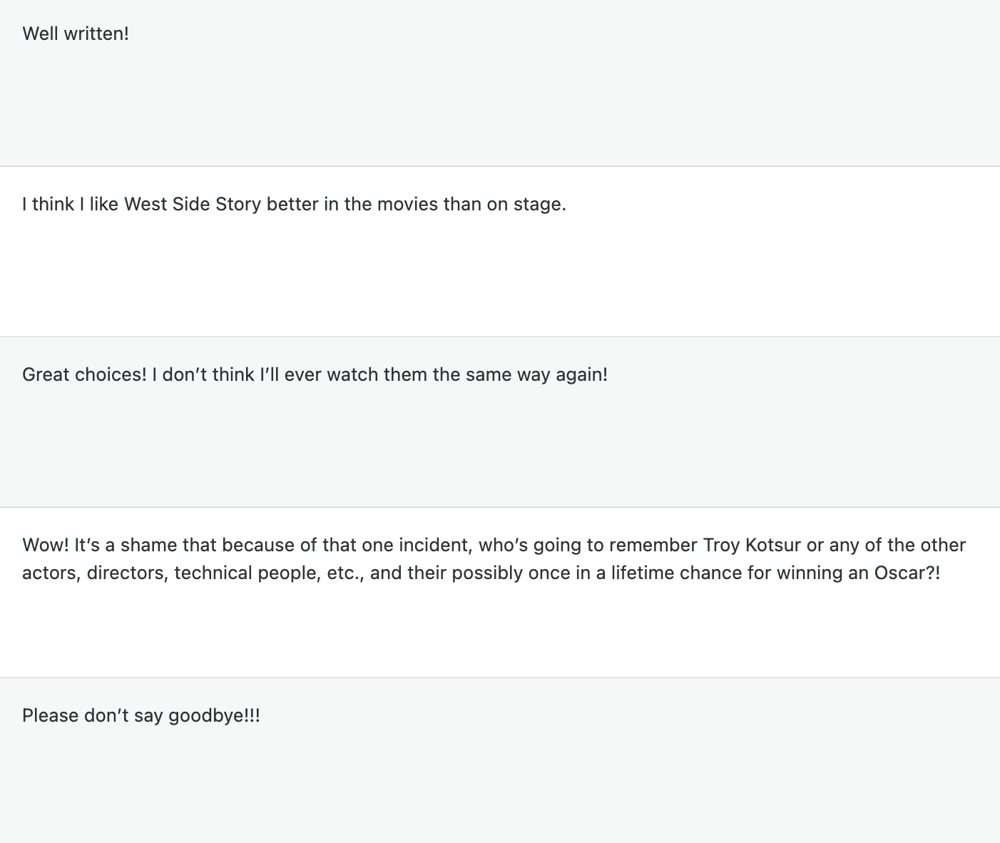 Well written!
I think I like West Side Story better in the movies than on stage.
Great choices! I don’t think I’ll ever watch them the same way again!
Wow! It’s a shame that because of that one incident, who’s going to remember Troy Kotsur or any of the other
actors, directors, technical people, etc., and their possibly once in a lifetime chance for winning an Oscar?!
Please don’t say goodbye!!!